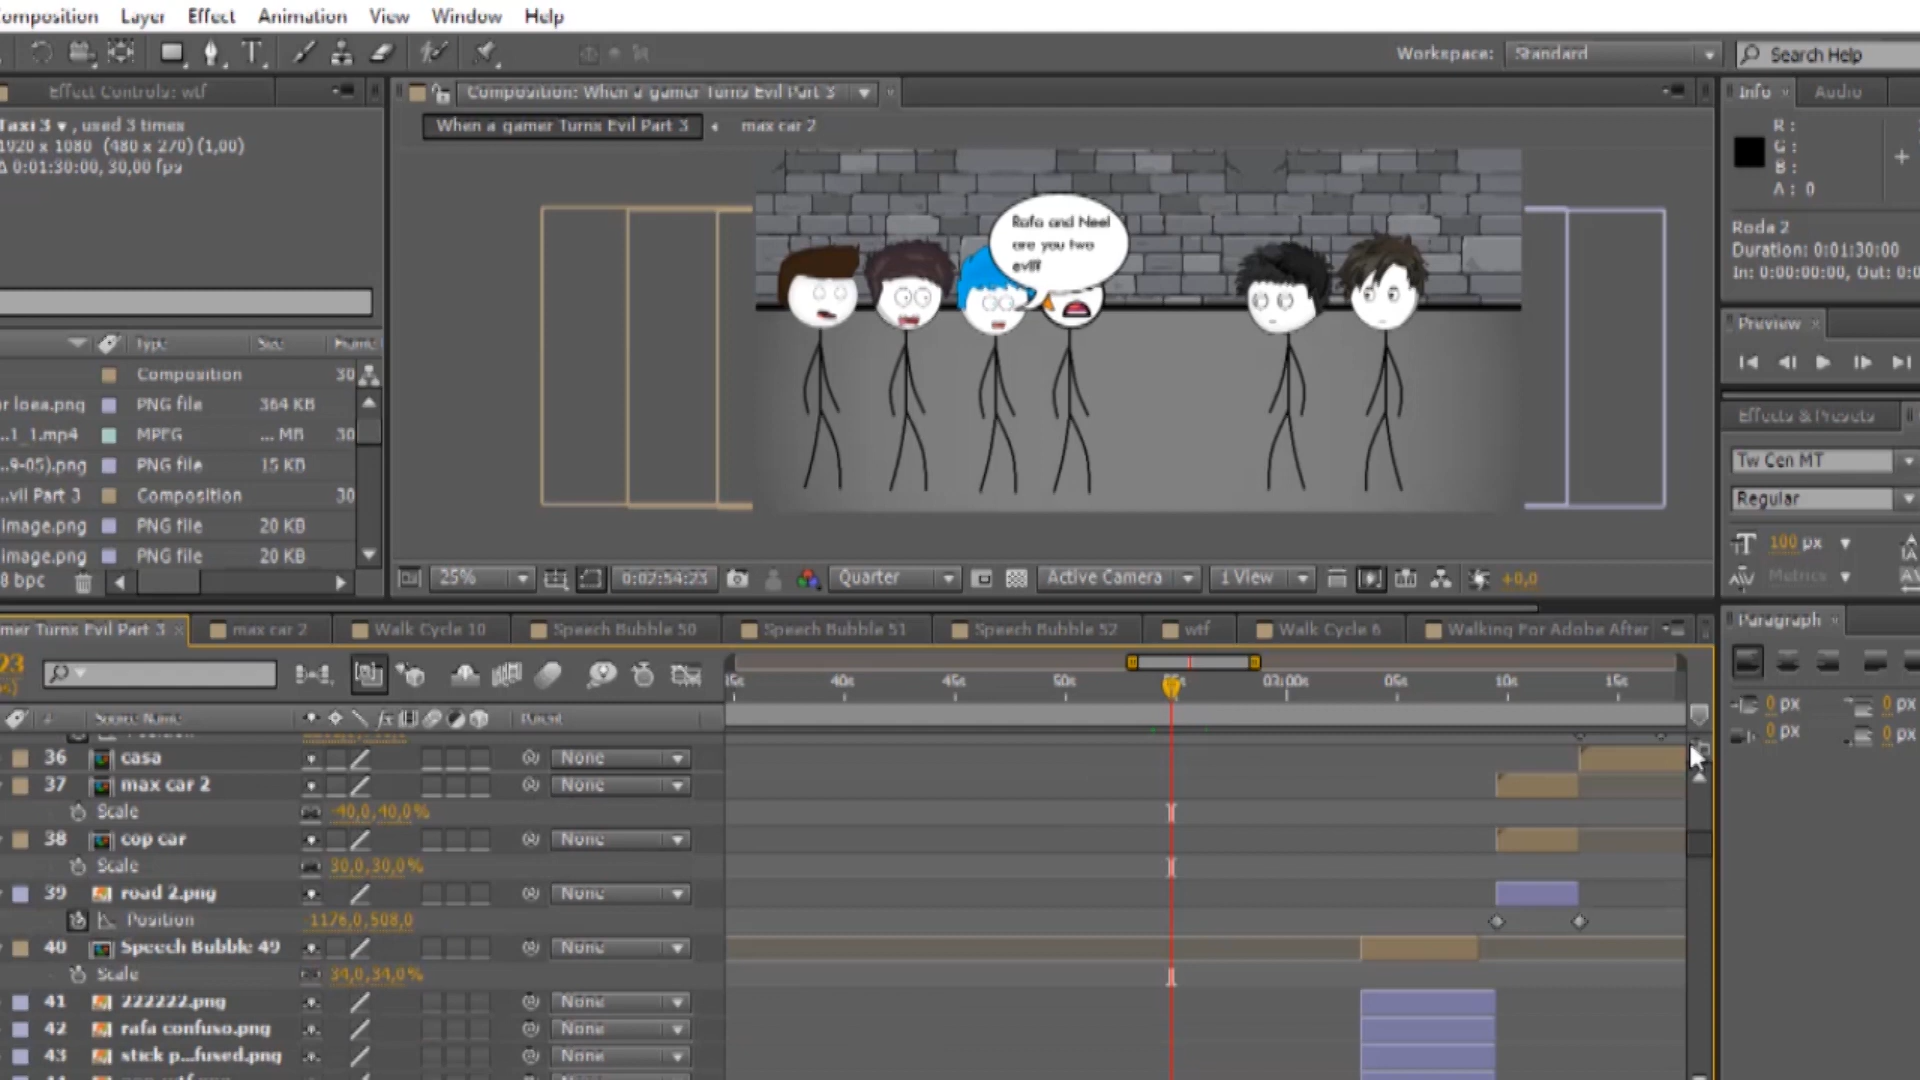 Composition Layer Effect Animation View Window Help
Workspace: Standard Search Help
Effect Controls: wtf
Composition: When a gamer Turns Evil Part 3
Info Audio
Taxi 3 , used 3 times
1920 x 1080 (480 x 270) (1,00)
Δ 0:01:30:00, 30,00 fps
When a gamer Turns Evil Part 3 max car 2
R :
G :
B :
A : 0
Rafa and Neel
are you two
evil?
Roda 2
Duration: 0:01:30:00
In: 0:00:00:00, Out: 0:0
Preview
Type Size Frame
Composition 30
r loea.png PNG file 364 KB
..1_1.mp4 MPEG ... MB 30
..9-05).png PNG file 15 KB
..vil Part 3 Composition 30
image.png PNG file 20 KB
image.png PNG file 20 KB
8 bpc
Effects & Presets
Tw Cen MT
Regular
100 px
Metrics
25% 0:02:54:23 Quarter Active Camera 1 View +0,0
mer Turns Evil Part 3 max car 2 Walk Cycle 10 Speech Bubble 50 Speech Bubble 51 Speech Bubble 52 wtf Walk Cycle 6 Walking For Adobe After
Paragraph
0 px 0 px
0 px 0 px
23
35s 40s 45s 50s 55s 03:00s 05s 10s 15s
# Source Name Parent
Position
36 casa None
37 max car 2 None
Scale -40,0,40,0%
38 cop car None
Scale 30,0,30,0%
39 road 2.png None
Position -1176,0,508,0
40 Speech Bubble 49 None
Scale 34,0,34,0%
41 222222.png None
42 rafa confuso.png None
43 stick p...fused.png None